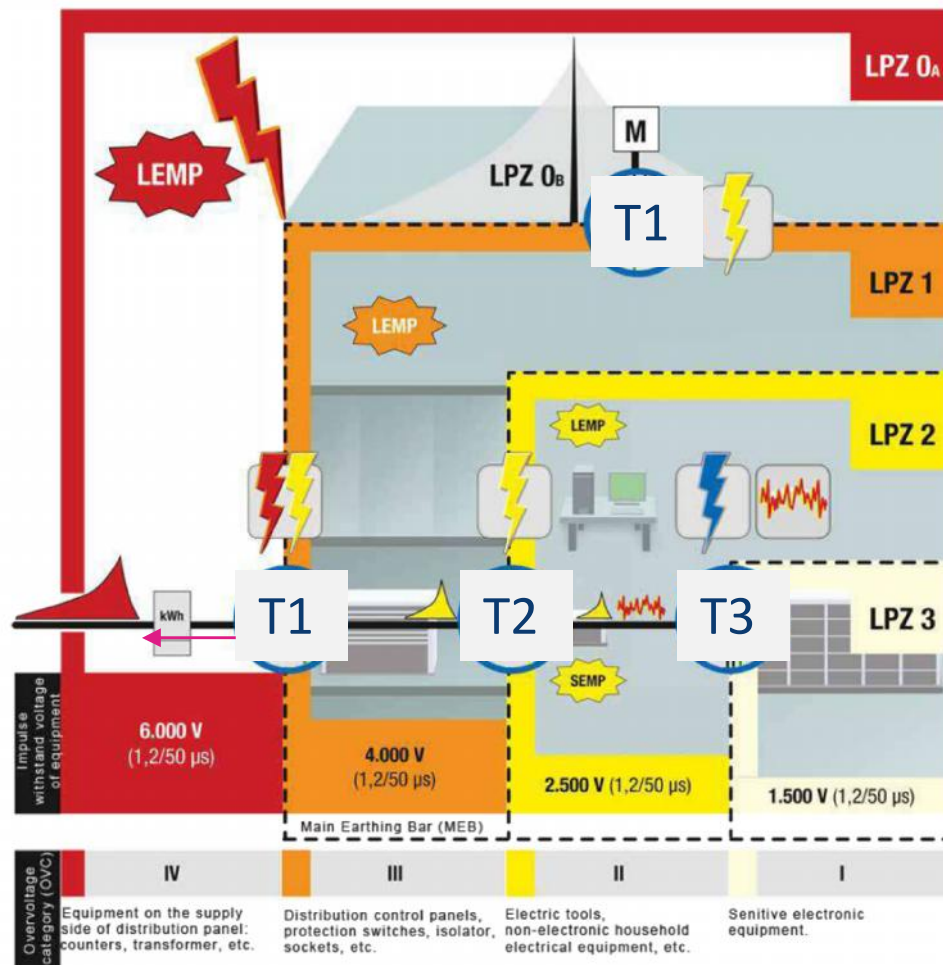 LPZ 0A
LEMP
M
LPZ 0B
T1
LPZ 1
LEMP
LPZ 2
LEMP
kWh
T1
T2
T3
LPZ 3
SEMP
Impulse
withstand voltage
of equipment
6.000 V
(1,2/50 µs)
4.000 V
(1,2/50 µs)
2.500 V (1,2/50 µs)
1.500 V (1,2/50 µs)
Main Earthing Bar (MEB)
Overvoltage
category (OVC)
IV
III
II
I
Equipment on the supply
side of distribution panel:
counters, transformer, etc.
Distribution control panels,
protection switches, isolator,
sockets, etc.
Electric tools,
non-electronic household
electrical equipment, etc.
Senitive electronic
equipment.